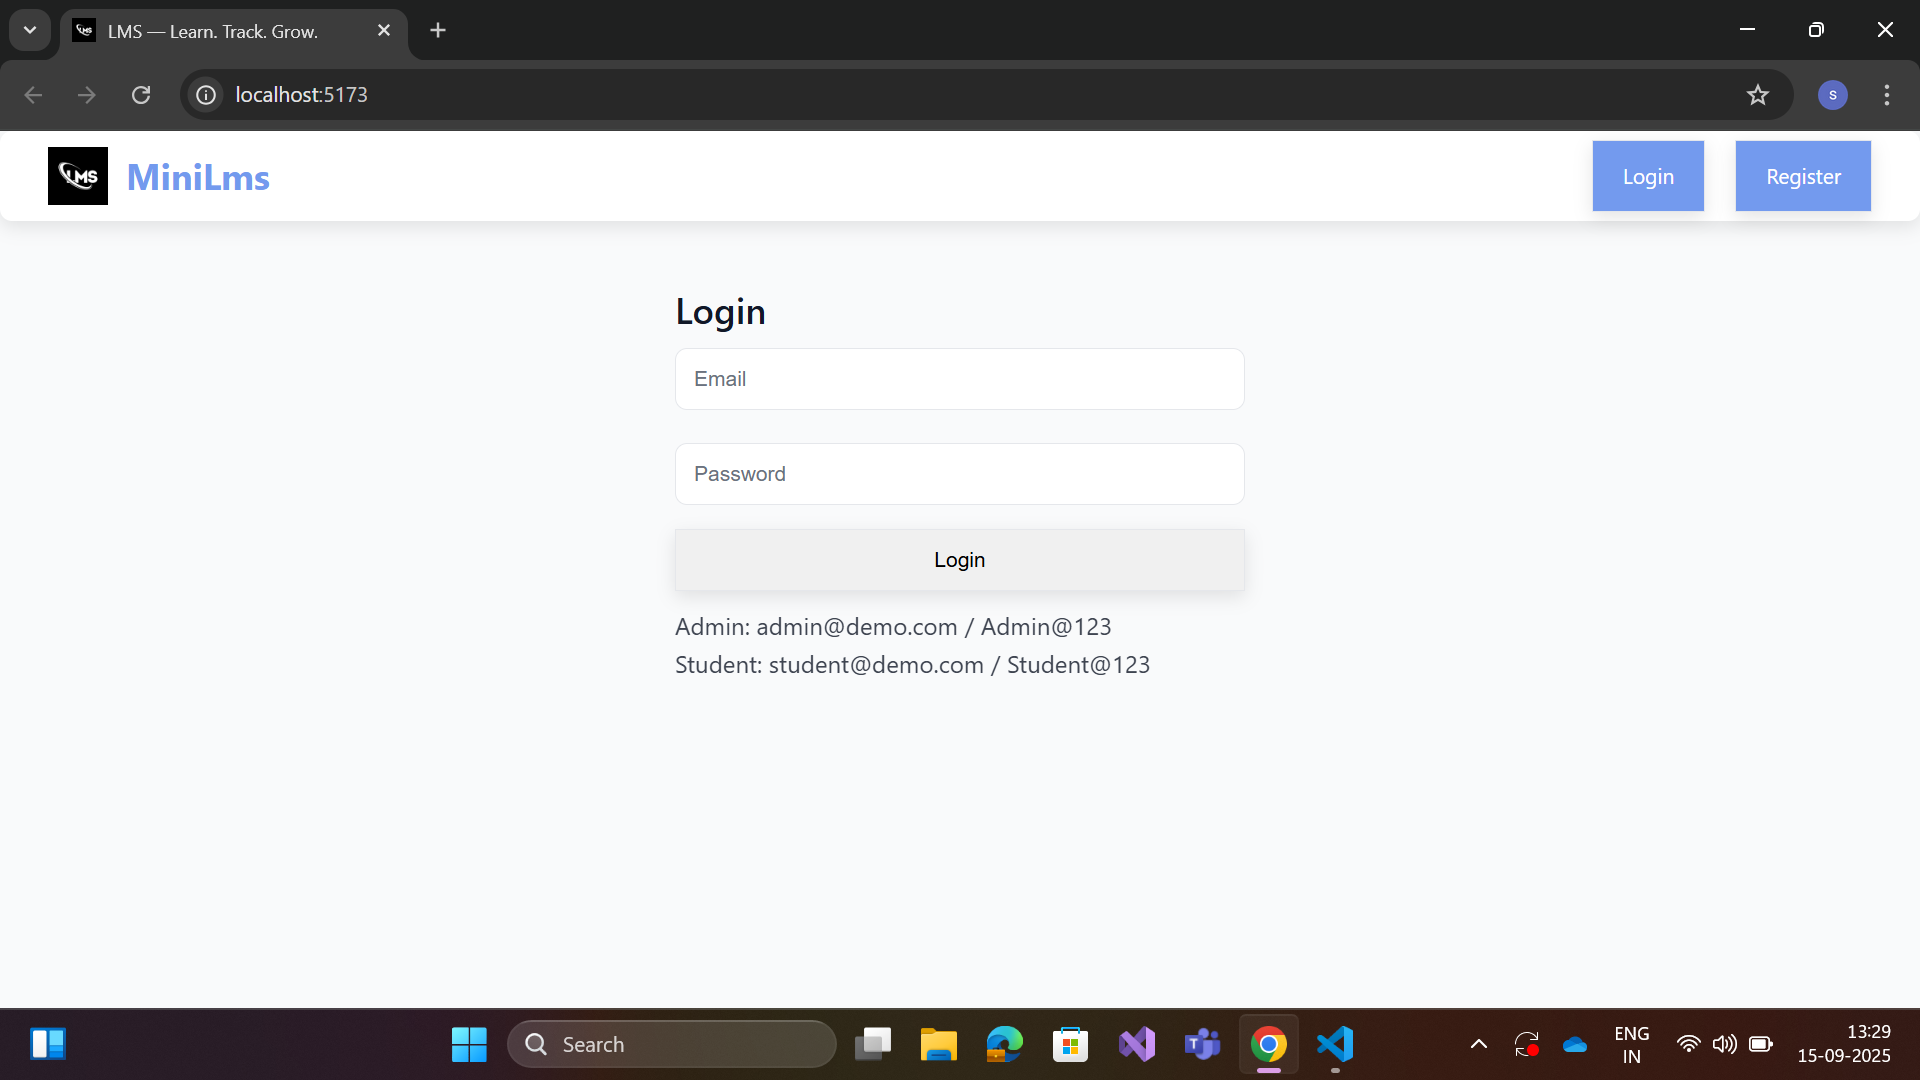 LMS — Learn. Track. Grow.
localhost:5173
S
LMS
MiniLms
Login
Register
Login
Email
Password
Login
Admin: admin@demo.com / Admin@123
Student: student@demo.com / Student@123
Search
ENG
IN
13:29
15-09-2025